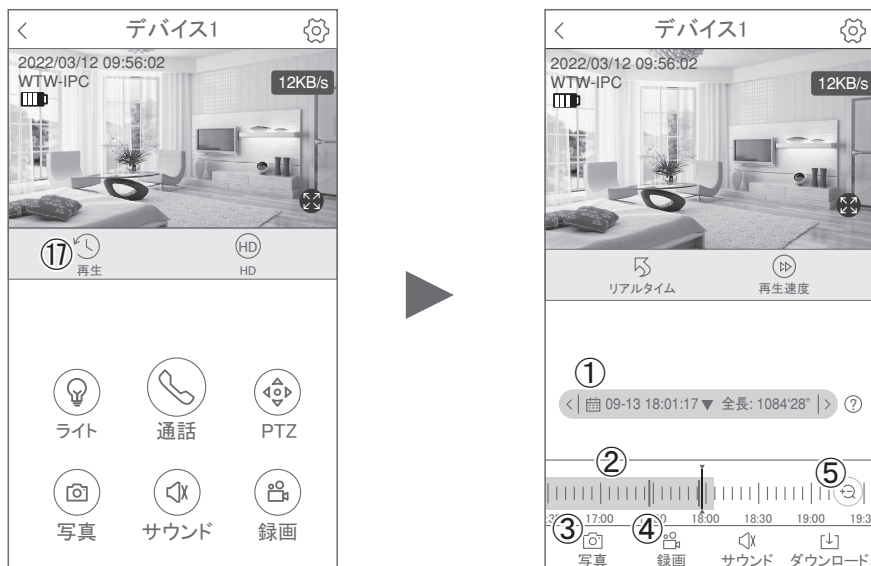 デバイス1
2022/03/12 09:56:02
WTW-IPC
12KB/s
⑰
再生
HD
HD
ライト
通話
PTZ
写真
サウンド
録画
デバイス1
2022/03/12 09:56:02
WTW-IPC
12KB/s
リアルタイム
再生速度
①
09-13 18:01:17▼ 全長: 1084'28"
?
②
⑤
17:00
18:00
18:30
19:00
③
④
写真
録画
サウンド
ダウンロード